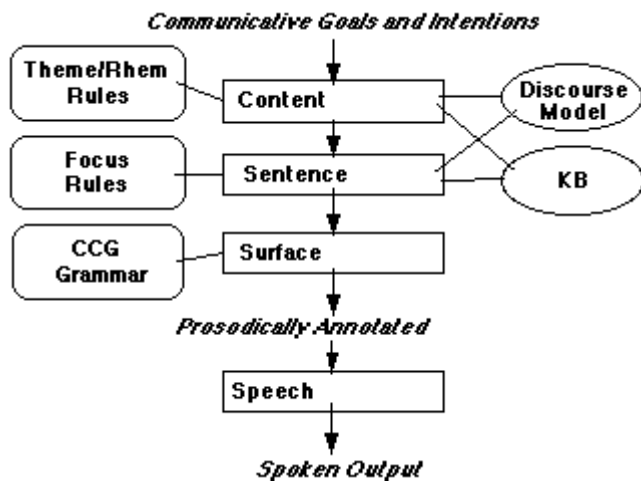 Communicative Goals and Intentions
Theme/Rhem
Rules
Content
Discourse
Model
Focus
Rules
Sentence
KB
CCG
Grammar
Surface
Prosodically Annotated
Speech
Spoken Output